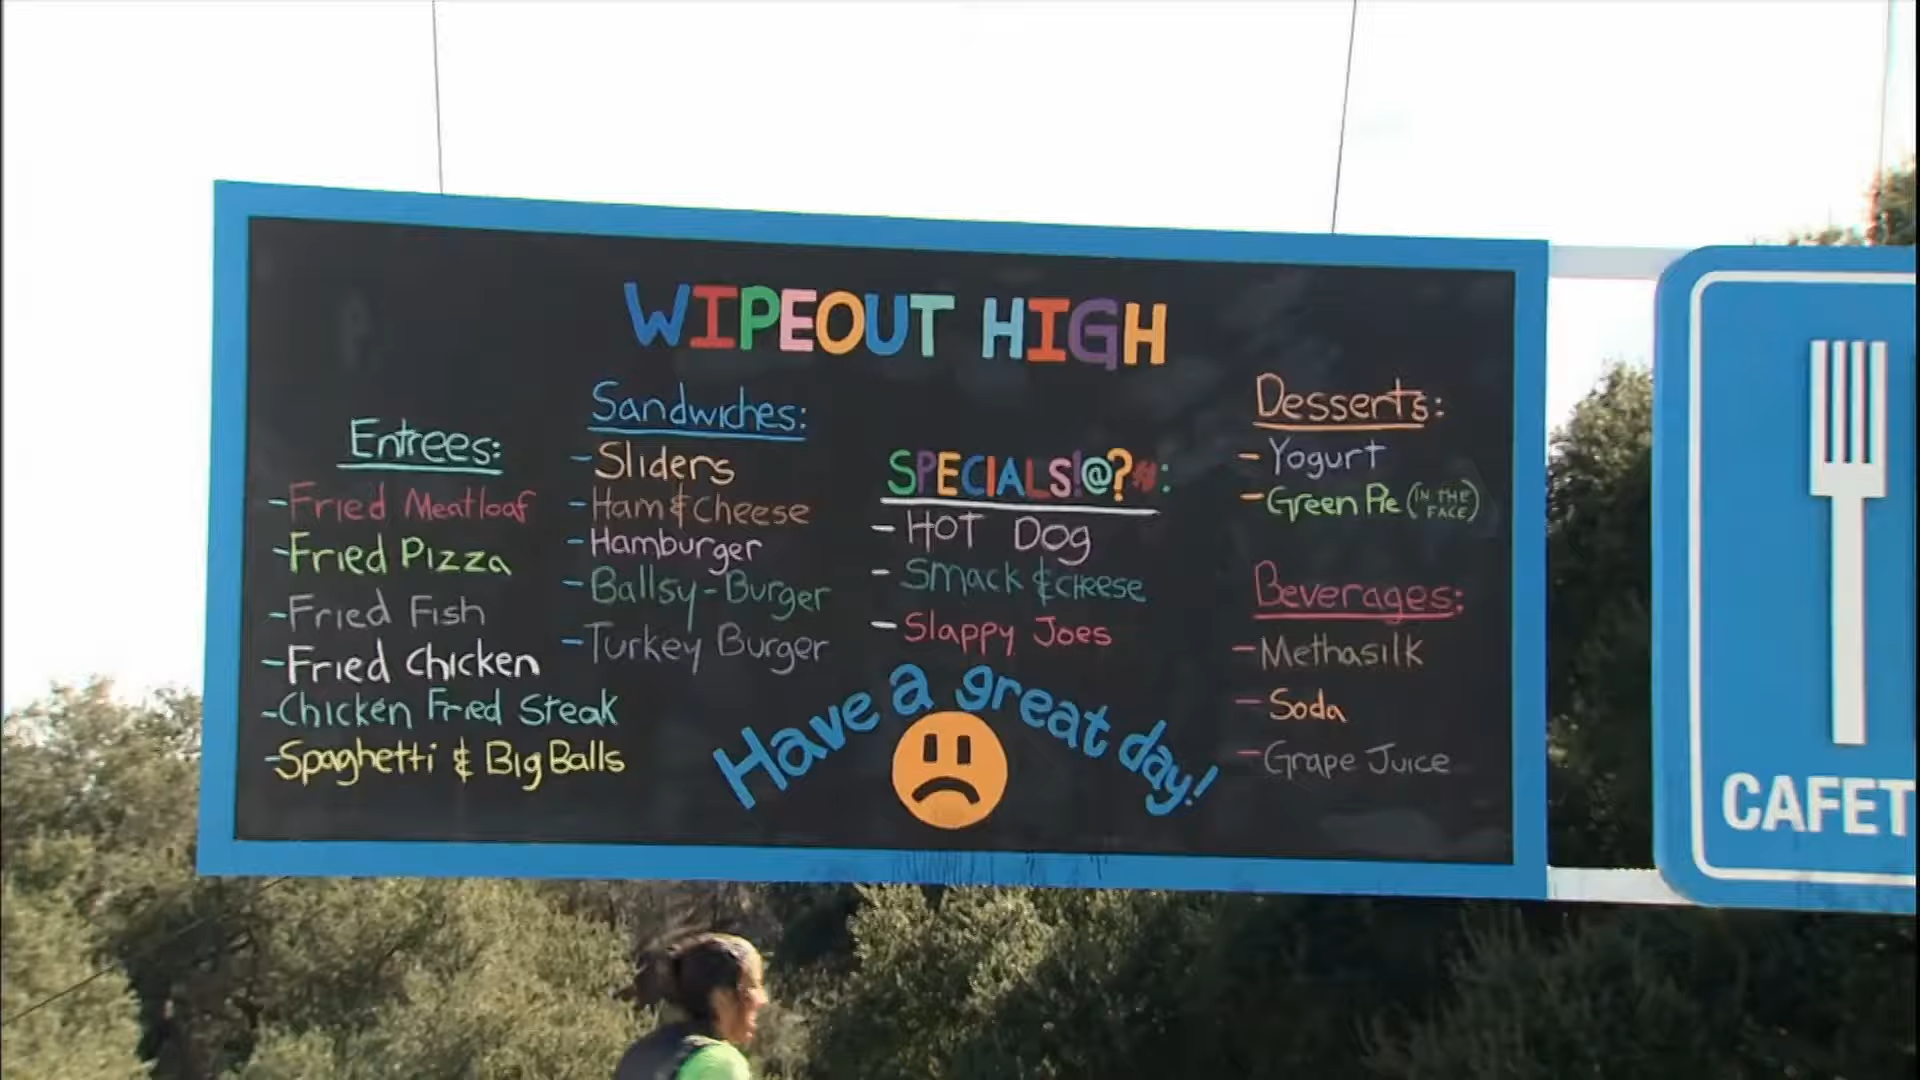 WIPEOUT HIGH
Entrees:
-Fried Meatloaf
-Fried Pizza
-Fried Fish
-Fried Chicken
-Chicken Fried Steak
-Spaghetti & Big Balls
Sandwiches:
-Sliders
-Ham & Cheese
-Hamburger
-Ballsy-Burger
-Turkey Burger
SPECIALS!@?#:
-HOT DOG
-Smack & cheese
-Slappy Joes
Have a great day!
Desserts:
-Yogurt
-Green Pie (IN THE FACE)
Beverages:
-Methasilk
-Soda
-Grape Juice
CAFET